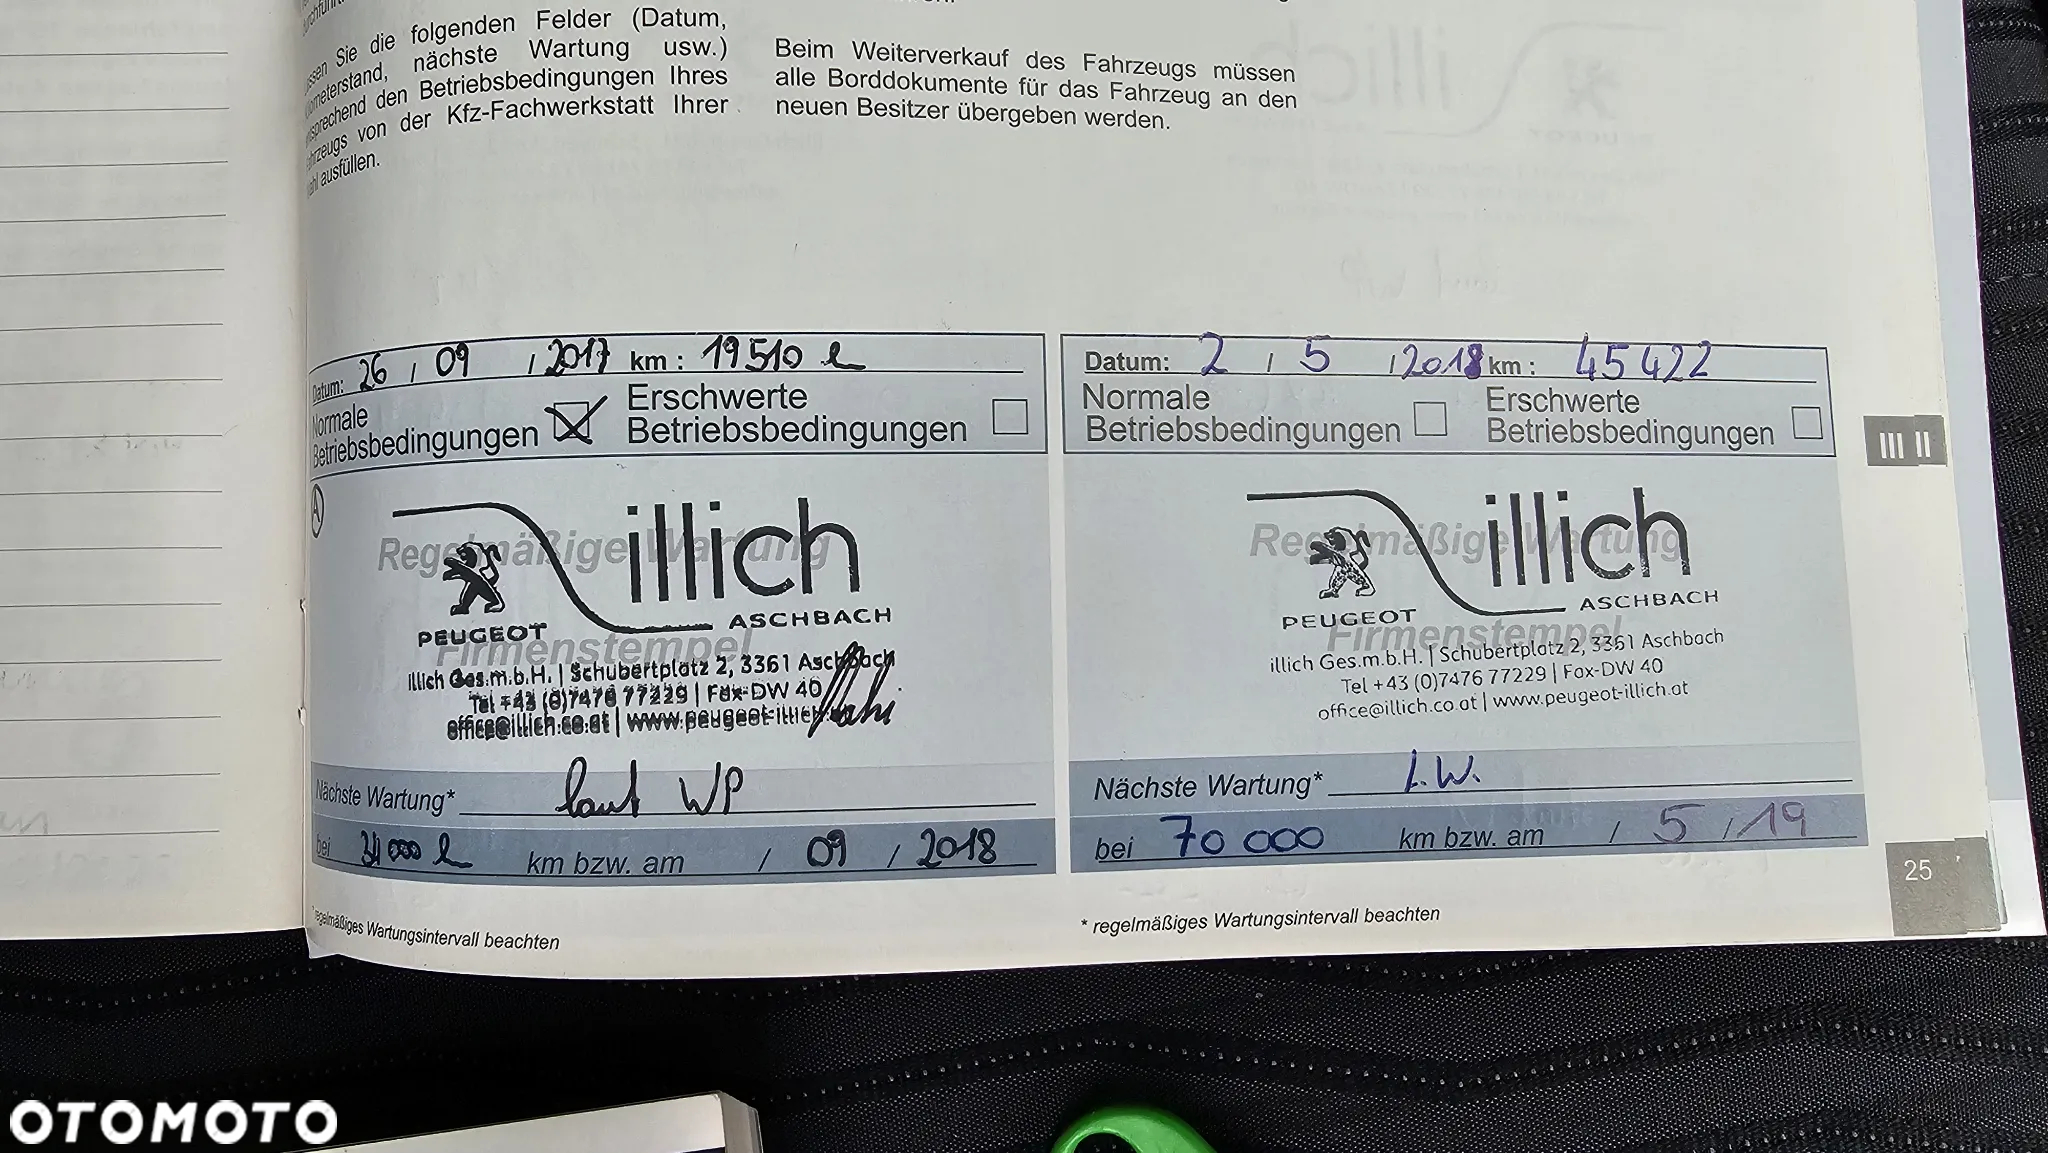 Sie die folgenden Felder (Datum,
nächste Wartung usw.)
den Betriebsbedingungen Ihres
von der Kfz-Fachwerkstatt Ihrer
ausfüllen.
Beim Weiterverkauf des Fahrzeugs müssen
alle Borddokumente für das Fahrzeug an den
neuen Besitzer übergeben werden.
Datum: 26 / 09 / 2017 km : 19510
Normale
Betriebsbedingungen
Erschwerte
Betriebsbedingungen
A
Regelmäßige Wartung
Firmenstempel
illich
PEUGEOT
ASCHBACH
illich Ges.m.b.H. | Schubertplatz 2, 3361 Aschbach
Tel +43 (0)7476 77229 | Fax-DW 40
office@illich.co.at | www.peugeot-illich
Nächste Wartung* laut WP
bei km bzw. am / 09 / 2018
* regelmäßiges Wartungsintervall beachten
Datum: 2 / 5 / 2018 km : 45422
Normale
Betriebsbedingungen
Erschwerte
Betriebsbedingungen
Regelmäßige Wartung
Firmenstempel
illich
PEUGEOT
ASCHBACH
illich Ges.m.b.H. | Schubertplatz 2, 3361 Aschbach
Tel +43 (0)7476 77229 | Fax-DW 40
office@illich.co.at | www.peugeot-illich.at
Nächste Wartung* l.W.
bei 70 000 km bzw. am / 5 / 19
* regelmäßiges Wartungsintervall beachten
25
OTOMOTO